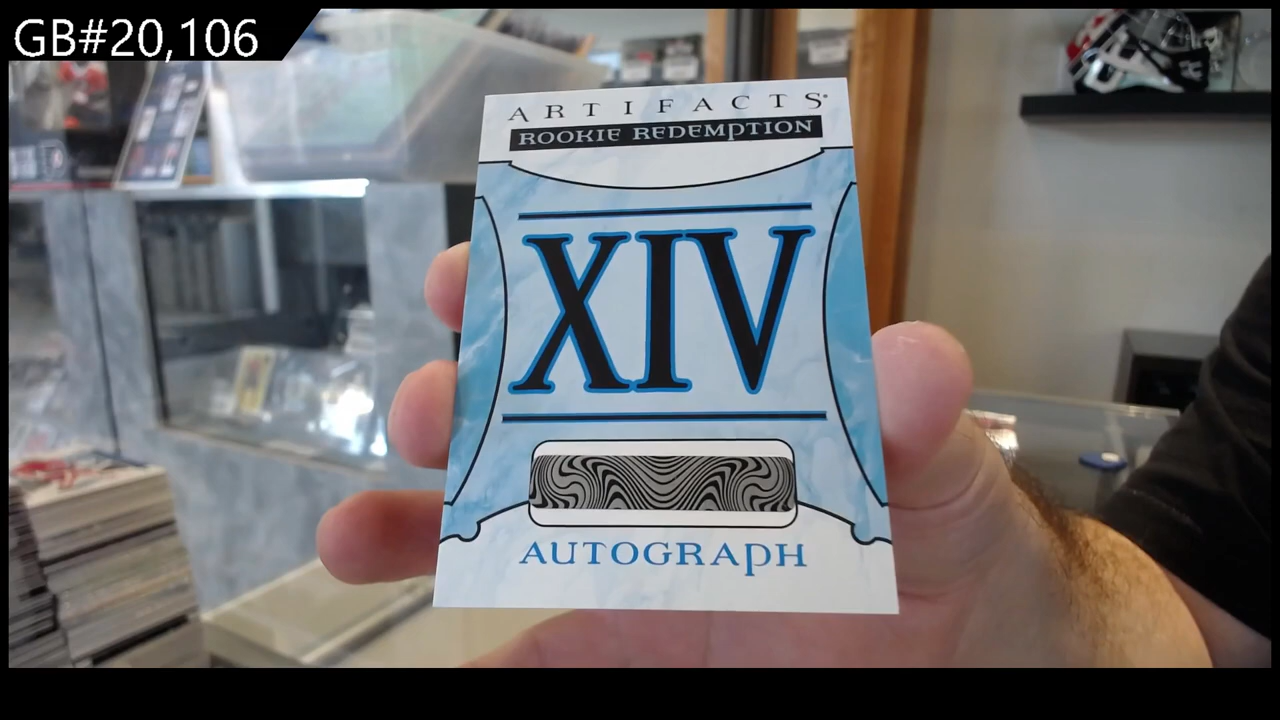 GB#20,106
ARTIFACTS
ROOKIE REDEMPTION
XIV
AUTOGRAPH